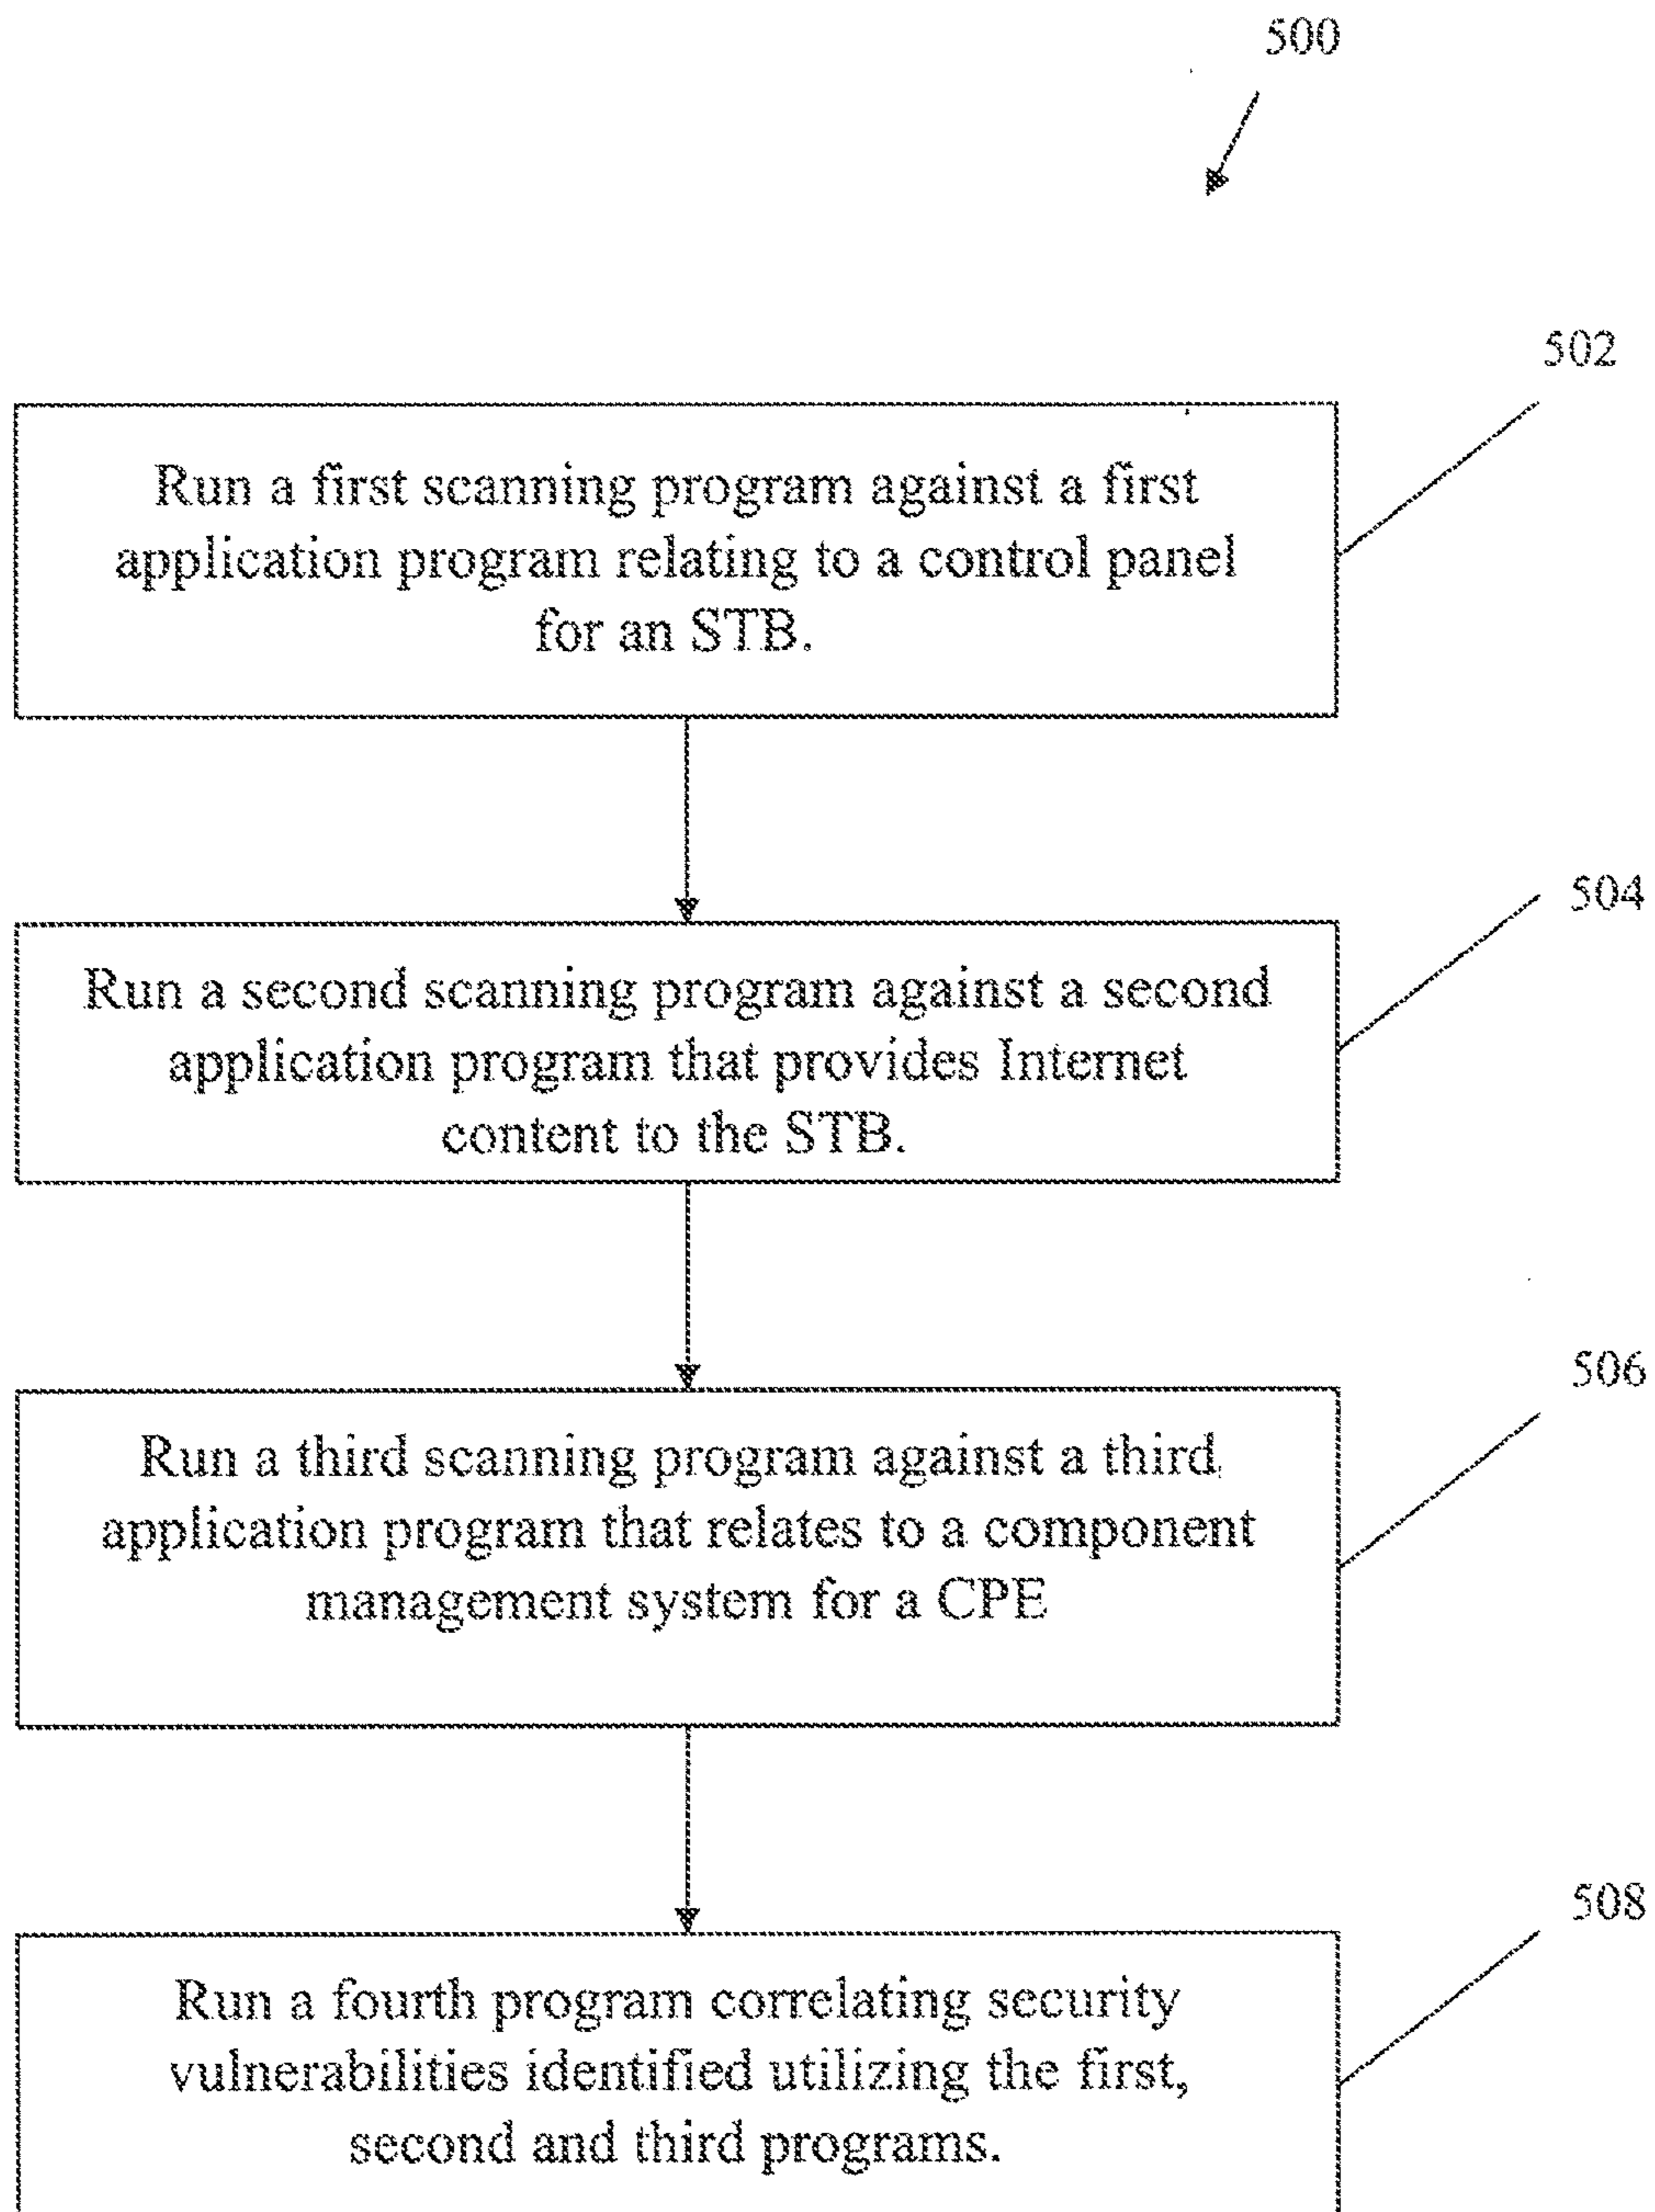 500
502
Run a first scanning program against a first
application program relating to a control panel
for an STB.
504
Run a second scanning program against a second
application program that provides Internet
content to the STB.
506
Run a third scanning program against a third
application program that relates to a component
management system for a CPE
508
Run a fourth program correlating security
vulnerabilities identified utilizing the first,
second and third programs.